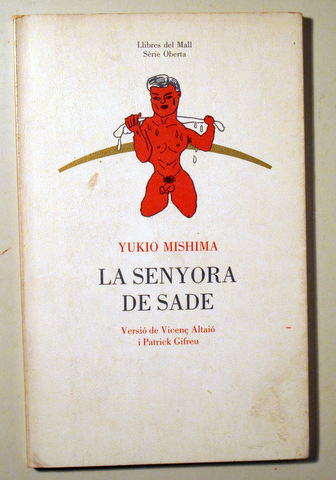 Llibres del Mall
Sèrie Oberta
YUKIO MISHIMA
LA SENYORA
DE SADE
Versió de Vicenç Altaió
i Patrick Gifreu